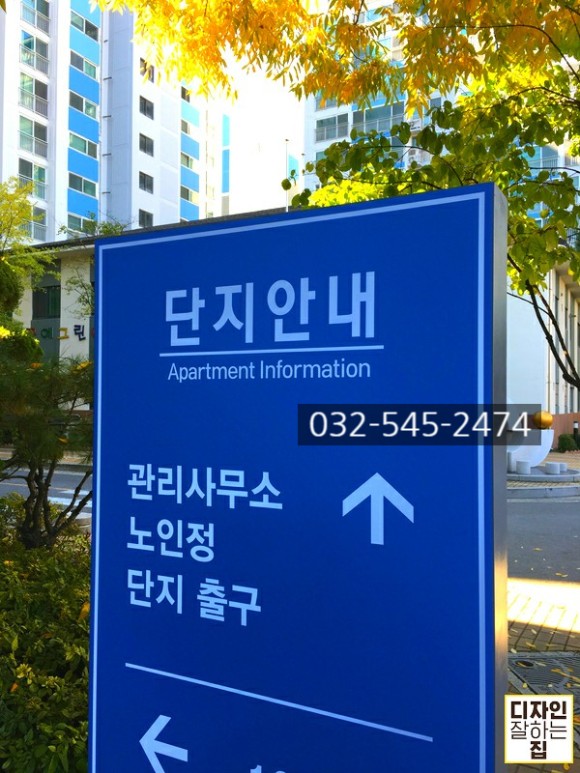 단지안내
Apartment Information
032-545-2474
관리사무소
노인정
단지 출구
디자인
잘하는
집